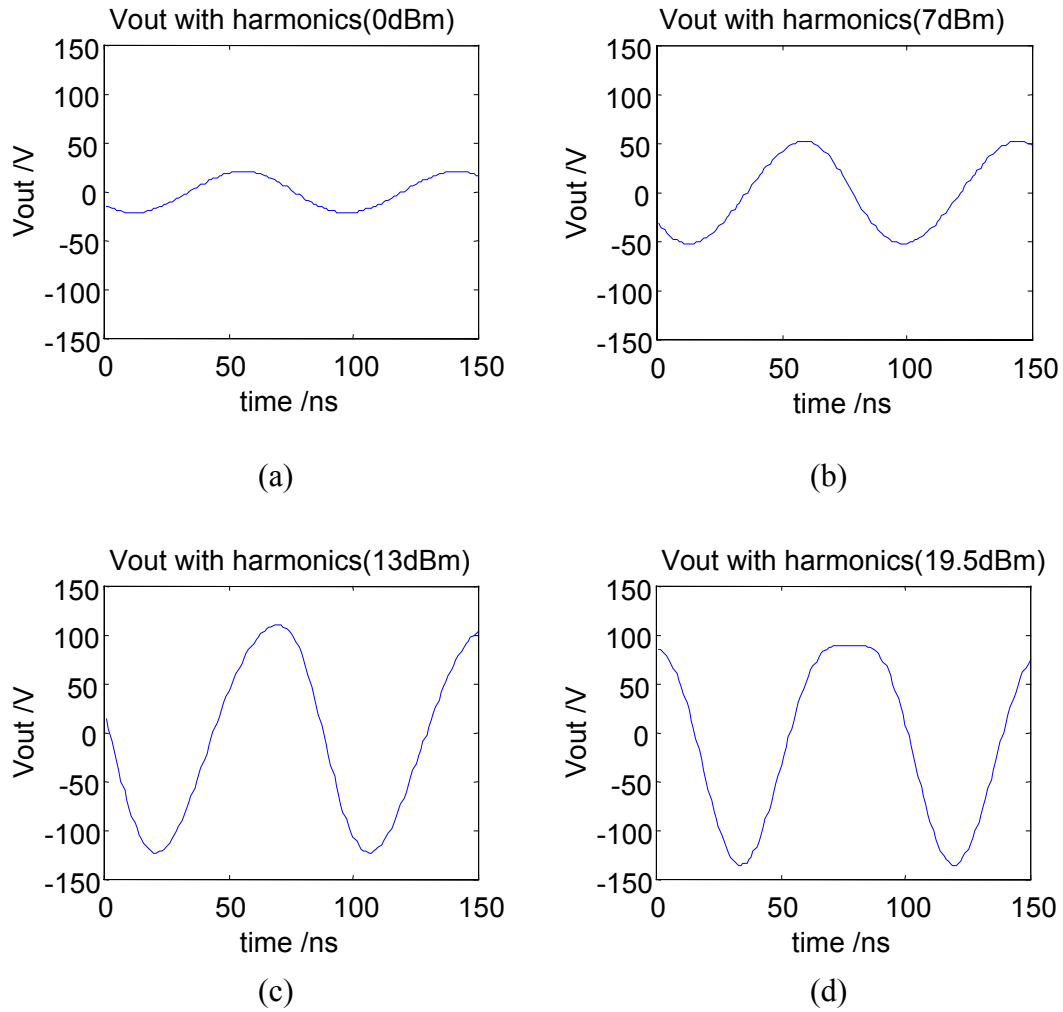 Vout with harmonics(0dBm)
150
100
50
0
-50
-100
-150
Vout /V
0 50 100 150
time /ns
(a)
Vout with harmonics(7dBm)
150
100
50
0
-50
-100
-150
Vout /V
0 50 100 150
time /ns
(b)
Vout with harmonics(13dBm)
150
100
50
0
-50
-100
-150
Vout /V
0 50 100 150
time /ns
(c)
Vout with harmonics(19.5dBm)
150
100
50
0
-50
-100
-150
Vout /V
0 50 100 150
time /ns
(d)